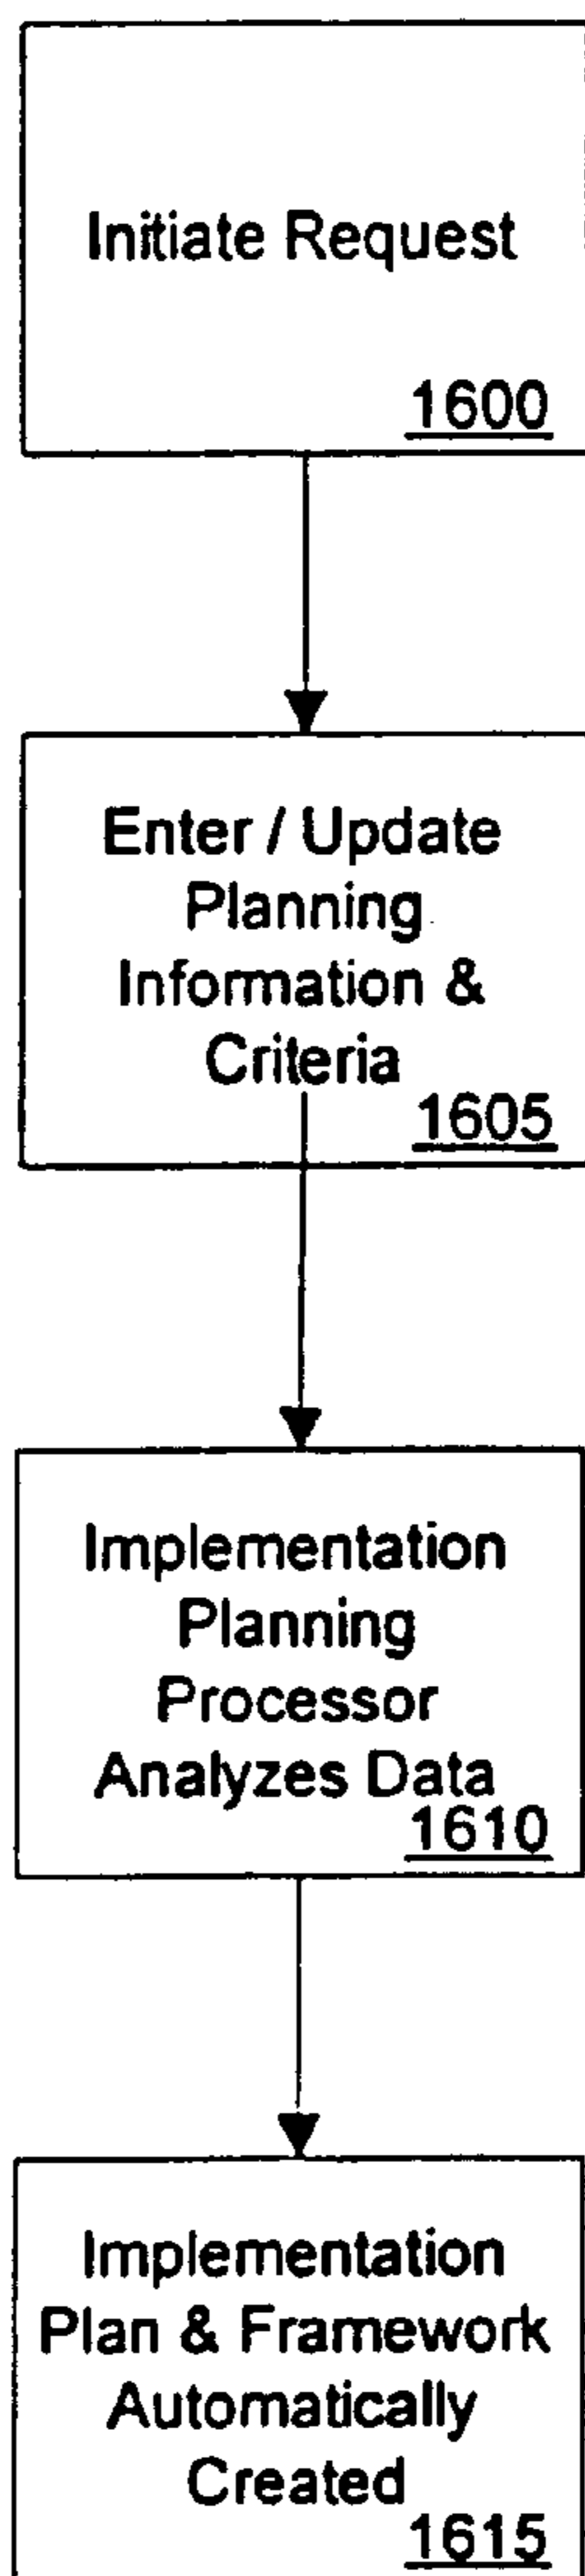 Initiate Request
1600
Enter / Update
Planning
Information &
Criteria
1605
Implementation
Planning
Processor
Analyzes Data
1610
Implementation
Plan & Framework
Automatically
Created
1615